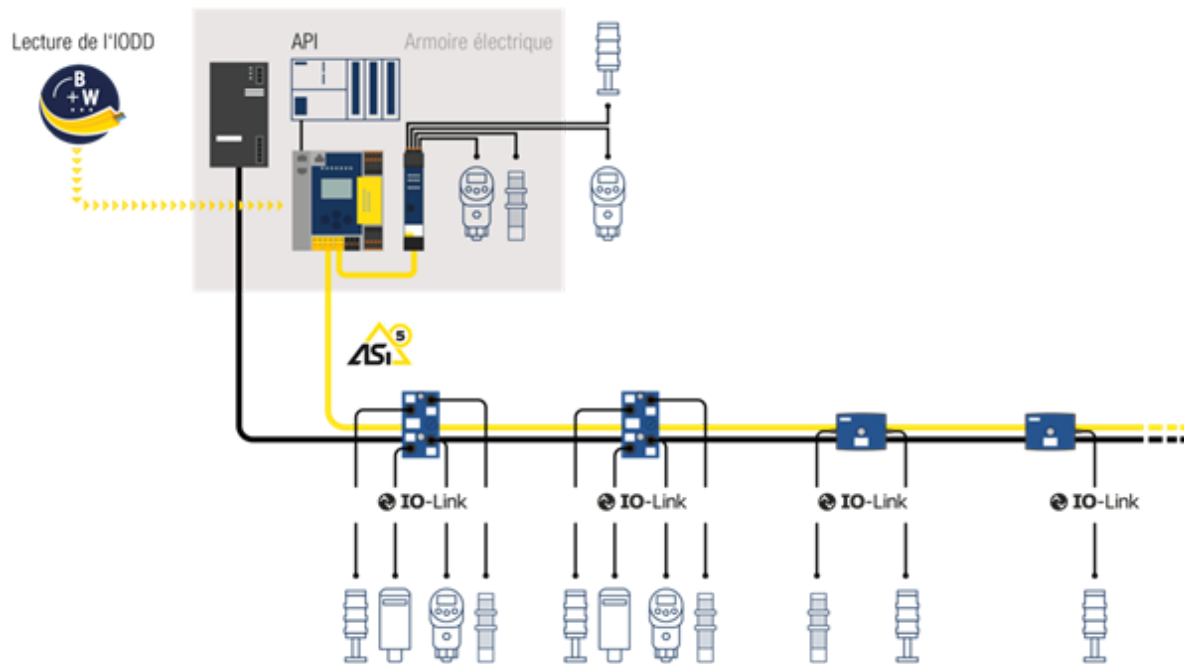 Lecture de l'IODD
API
Armoire électrique
B
+W
ASi
5
IO-Link
IO-Link
IO-Link
IO-Link